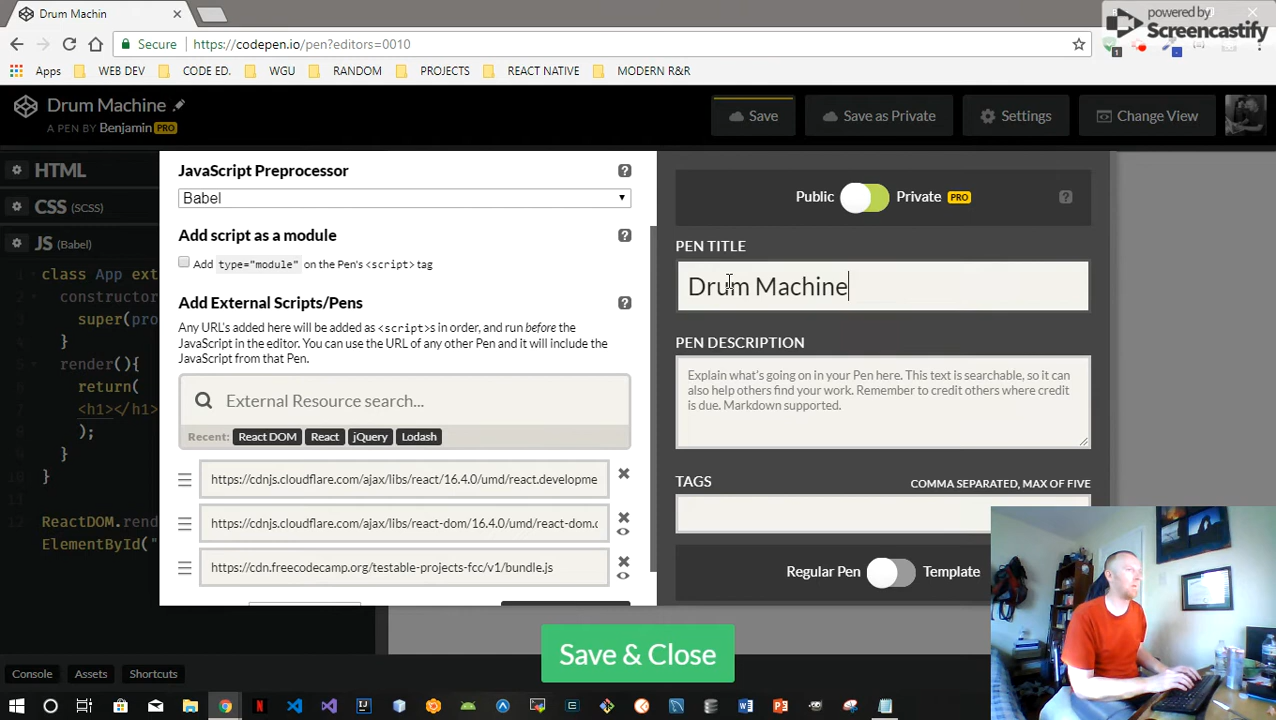 Drum Machin
powered by
Screencastify
Secure
https://codepen.io/pen?editors=0010
Apps
WEB DEV
CODE ED.
WGU
RANDOM
PROJECTS
REACT NATIVE
MODERN R&R
Drum Machine
A PEN BY Benjamin PRO
Save
Save as Private
Settings
Change View
HTML
CSS (SCSS)
JS (Babel)
class App ext
constructor
super(pro
}
render(){
return(
<h1></h1>
);
}
}
ReactDOM.rend
ElementById("
JavaScript Preprocessor
?
Babel
Add script as a module
?
Add type="module" on the Pen's <script> tag
Add External Scripts/Pens
?
Any URL's added here will be added as <script>s in order, and run before the
JavaScript in the editor. You can use the URL of any other Pen and it will include the
JavaScript from that Pen.
External Resource search...
Recent: React DOM React jQuery Lodash
https://cdnjs.cloudflare.com/ajax/libs/react/16.4.0/umd/react.developme
https://cdnjs.cloudflare.com/ajax/libs/react-dom/16.4.0/umd/react-dom.c
https://cdn.freecodecamp.org/testable-projects-fcc/v1/bundle.js
Public
Private PRO
?
PEN TITLE
Drum Machine
PEN DESCRIPTION
Explain what's going on in your Pen here. This text is searchable, so it can
also help others find your work. Remember to credit others where credit
is due. Markdown supported.
TAGS
COMMA SEPARATED, MAX OF FIVE
Regular Pen
Template
Save & Close
Console
Assets
Shortcuts